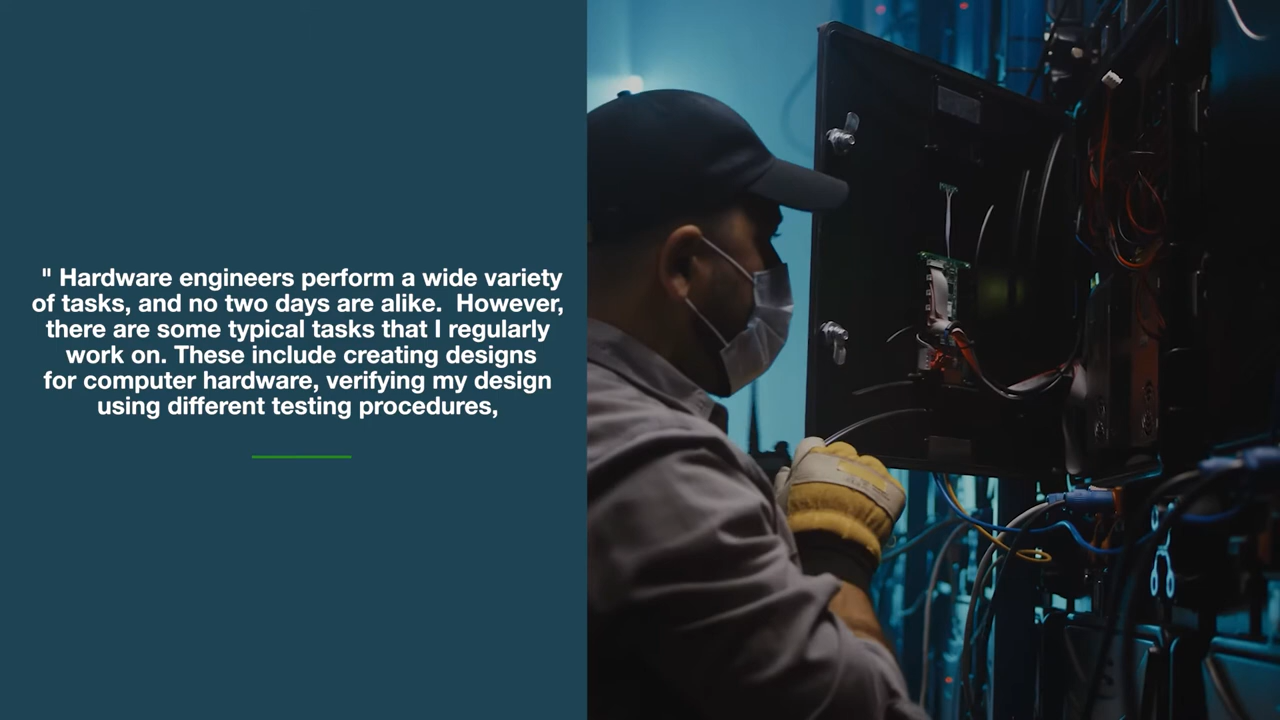 " Hardware engineers perform a wide variety
of tasks, and no two days are alike.  However,
there are some typical tasks that I regularly
work on. These include creating designs
for computer hardware, verifying my design
using different testing procedures,